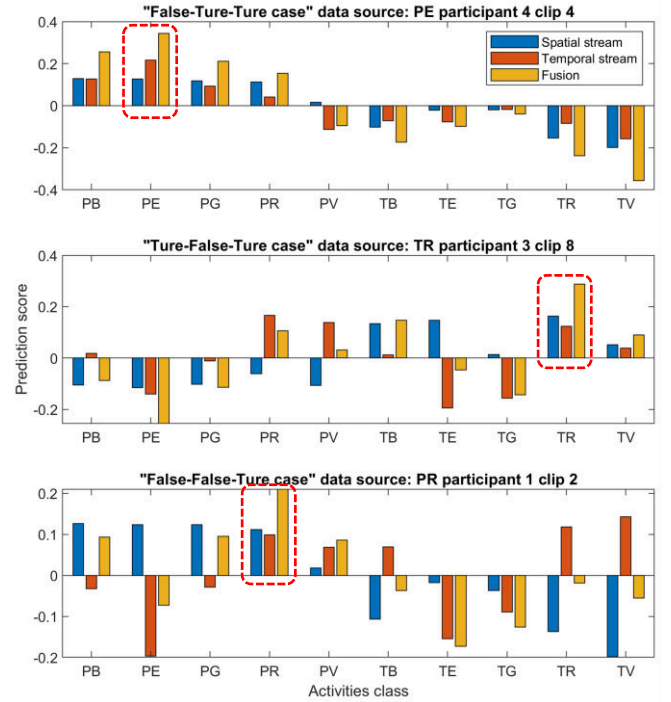 "False-Ture-Ture case" data source: PE participant 4 clip 4
0.4
0.2
0
-0.2
-0.4
Spatial stream
Temporal stream
Fusion
PB PE PG PR PV TB TE TG TR TV
"Ture-False-Ture case" data source: TR participant 3 clip 8
0.4
0.2
0
-0.2
Prediction score
PB PE PG PR PV TB TE TG TR TV
"False-False-Ture case" data source: PR participant 1 clip 2
0.2
0.1
0
-0.1
-0.2
PB PE PG PR PV TB TE TG TR TV
Activities class